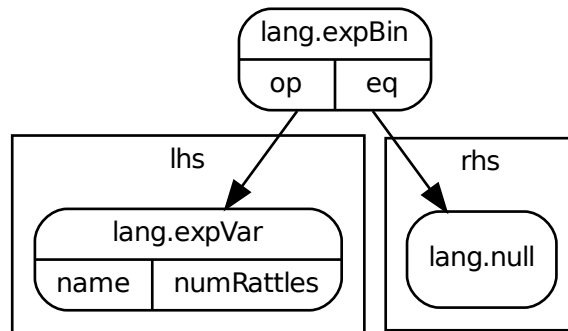 lang.expBin
op eq
lhs
rhs
lang.expVar
name numRattles
lang.null